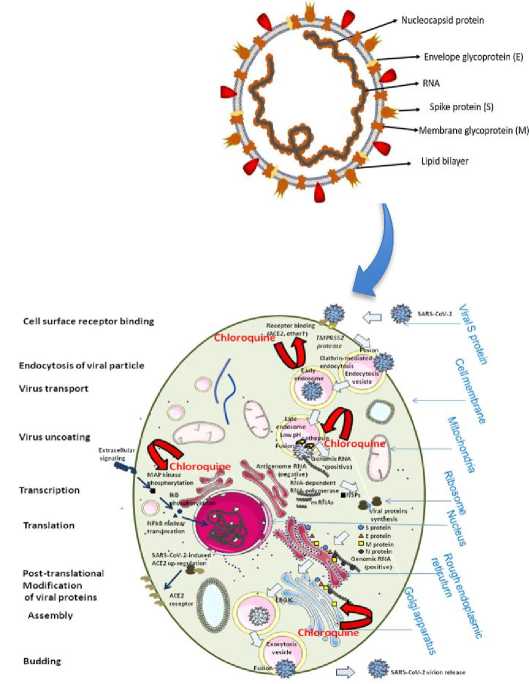 Nucleocapsid protein
Envelope glycoprotein (E)
RNA
Spike protein (S)
Membrane glycoprotein (M)
Lipid bilayer
Cell surface receptor binding
Endocytosis of viral particle
Virus transport
Virus uncoating
Transcription
Translation
Post-translational
Modification
of viral proteins
Assembly
Budding
SARS-CoV-2
Receptor binding
(ACE2, other?)
TMPRSS2
protease
Chloroquine
Fusion
Clathrin-mediated
endocytosis
Endocytosis
vesicle
Early
endosome
Late
endosome
Low pH
Fusion
Chloroquine
Genomic RNA
(positive)
Antigenome RNA
(negative)
RNA-dependent
RNA polymerase
mRNAs
NSPs
Viral proteins
synthesis
Extracellular
signaling
Chloroquine
MAP kinase
phosphorylation
phosphorylation
translocation
S protein
E protein
M protein
N protein
Genomic RNA
(positive)
SARS-CoV-2-induced
ACE2 up-regulation
ACE2
receptor
ERGIC
Chloroquine
Exocytosis
vesicle
Fusion
SARS-CoV-2 virion release
Viral S protein
Cell membrane
Mitochondria
Ribosome
Nucleus
Rough endoplasmic
reticulum
Golgi apparatus